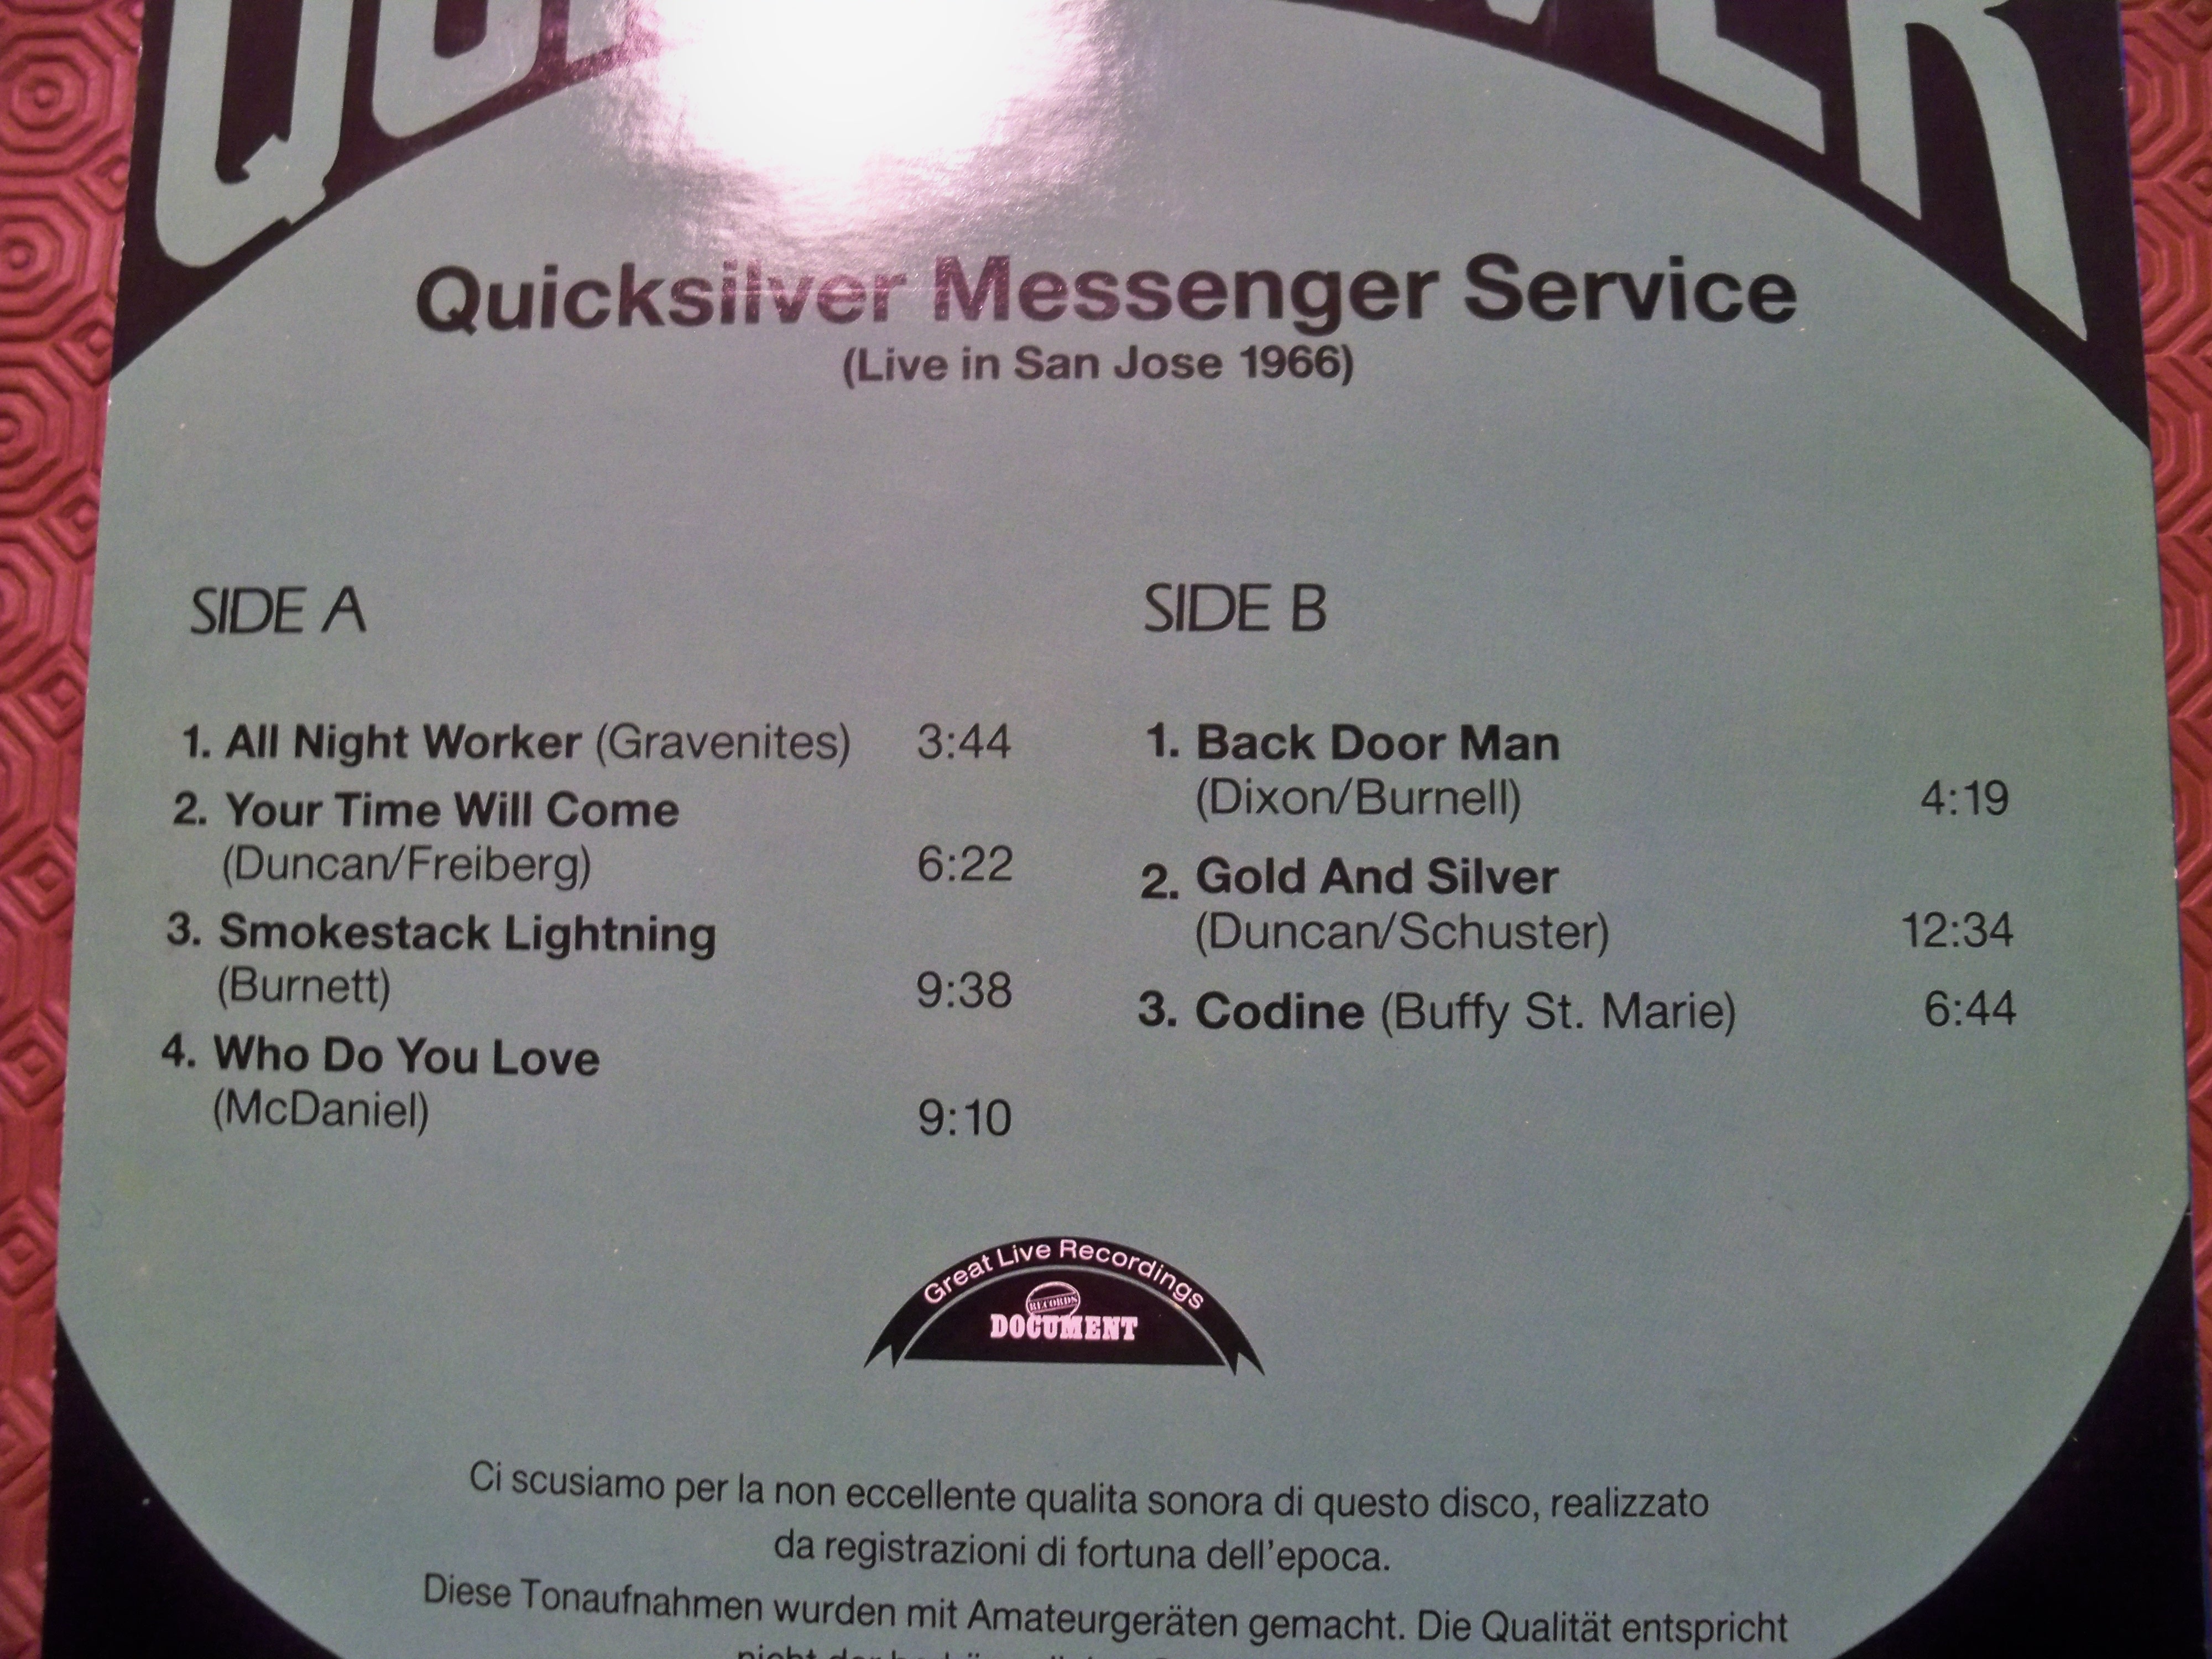 Quicksilver Messenger Service
(Live in San Jose 1966)
SIDE A
1. All Night Worker (Gravenites) 3:44
2. Your Time Will Come
(Duncan/Freiberg) 6:22
3. Smokestack Lightning
(Burnett) 9:38
4. Who Do You Love
(McDaniel) 9:10
SIDE B
1. Back Door Man
(Dixon/Burnell) 4:19
2. Gold And Silver
(Duncan/Schuster) 12:34
3. Codine (Buffy St. Marie) 6:44
Great Live Recordings
RECORDS
DOCUMENT
Ci scusiamo per la non eccellente qualita sonora di questo disco, realizzato
da registrazioni di fortuna dell'epoca.
Diese Tonaufnahmen wurden mit Amateurgeräten gemacht. Die Qualität entspricht
nicht der